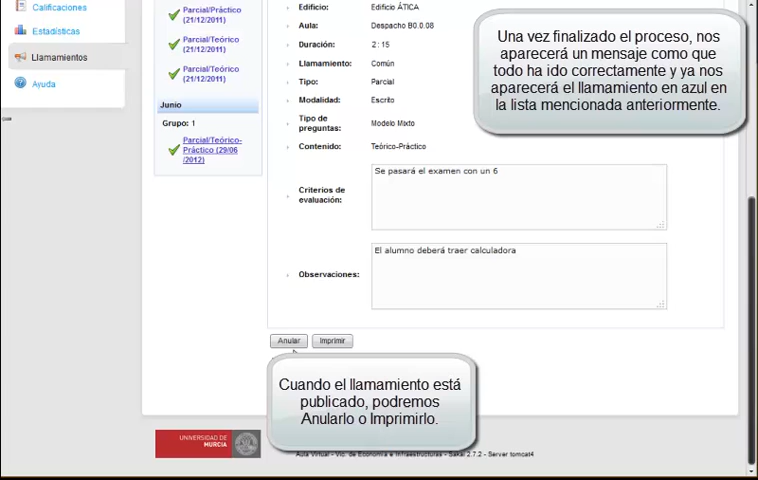 Calificaciones
Estadísticas
Llamamientos
Ayuda
Parcial/Práctico
(21/12/2011)
Parcial/Teórico
(21/12/2011)
Parcial/Teórico
(21/12/2011)
Junio
Grupo: 1
Parcial/Teórico-
Práctico (29/06
/2012)
Edificio: Edificio ÁTICA
Aula: Despacho B0.0.08
Duración: 2 : 15
Llamamiento: Común
Tipo: Parcial
Modalidad: Escrito
Tipo de
preguntas: Modelo Mixto
Contenido: Teórico-Práctico
Criterios de
evaluación:
Se pasará el examen con un 6
Observaciones:
El alumno deberá traer calculadora
Anular Imprimir
Una vez finalizado el proceso, nos
aparecerá un mensaje como que
todo ha ido correctamente y ya nos
aparecerá el llamamiento en azul en
la lista mencionada anteriormente.
Cuando el llamamiento está
publicado, podremos
Anularlo o Imprimirlo.
UNIVERSIDAD DE
MURCIA
Aula Virtual - Vic. de Economía e Infraestructuras - Sakai 2.7.2 - Server tomcat4